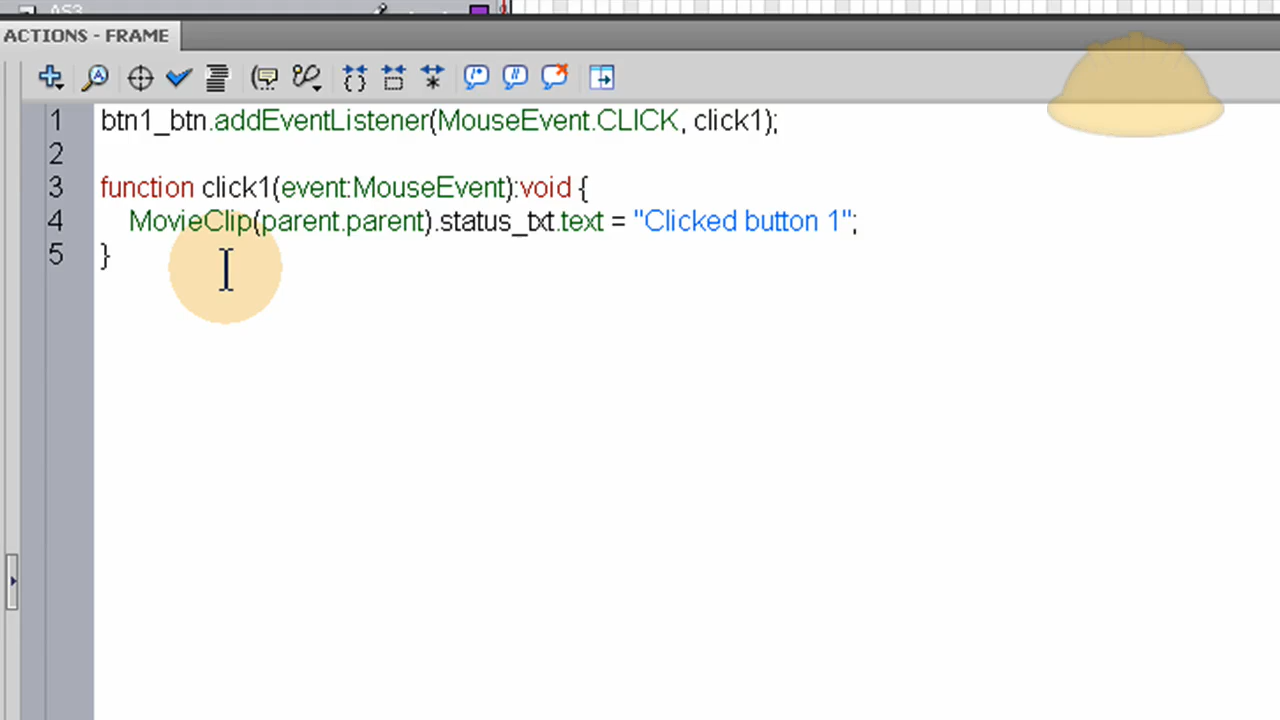 AS3
ACTIONS - FRAME
1 btn1_btn.addEventListener(MouseEvent.CLICK, click1);
2
3 function click1(event:MouseEvent):void {
4 MovieClip(parent.parent).status_txt.text = "Clicked button 1";
5 }